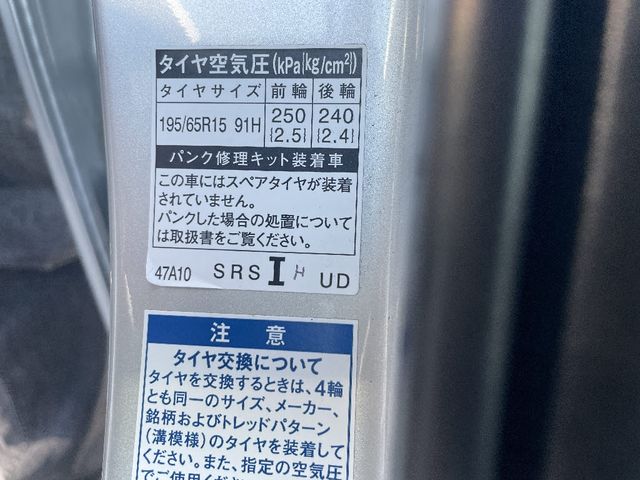 タイヤ空気圧(kPa{kg/cm²})
タイヤサイズ 前輪 後輪
195/65R15 91H 250 240
{2.5} {2.4}
パンク修理キット装着車
この車にはスペアタイヤが装着
されていません。
パンクした場合の処置について
は取扱書をご覧ください。
47A10 SRS I H UD
注意
タイヤ交換について
タイヤを交換するときは、4輪
とも同一のサイズ、メーカー、
銘柄およびトレッドパターン
(溝模様)のタイヤを装着して
ください。また、指定の空気圧
でご使用く